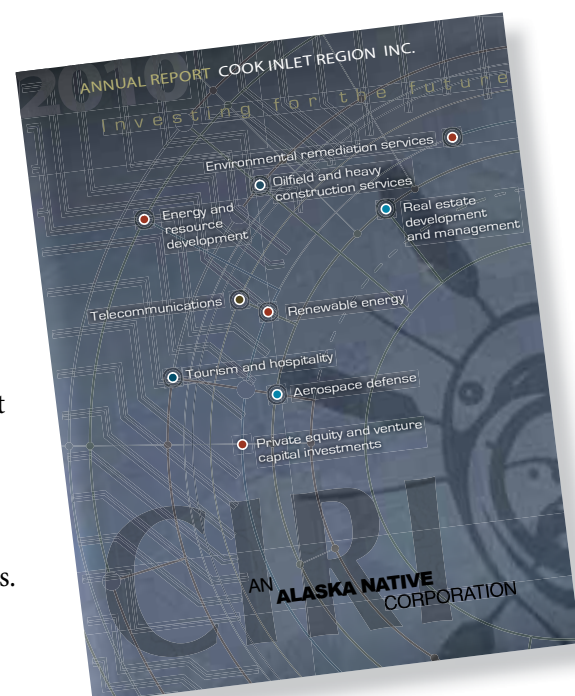 2010
ANNUAL REPORT COOK INLET REGION INC.
Investing for the future
Environmental remediation services
Oilfield and heavy
construction services
Energy and
resource
development
Real estate
development
and management
Telecommunications
Renewable energy
Tourism and hospitality
Aerospace defense
t
Private equity and venture
capital investments
CIRI
s.
AN ALASKA NATIVE
CORPORATION